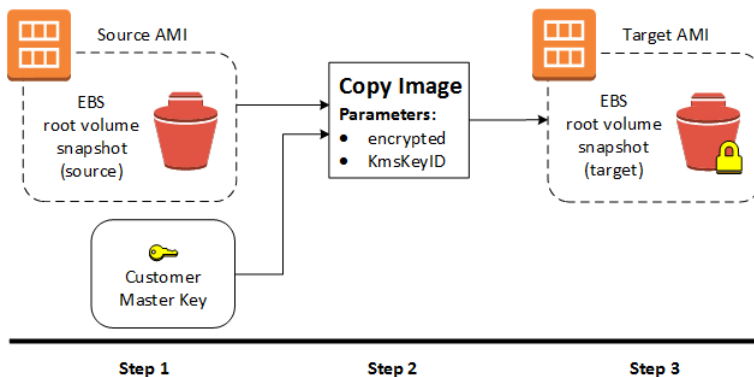 Source AMI
EBS
root volume
snapshot
(source)
Customer
Master Key
Copy Image
Parameters:
• encrypted
• KmsKeyID
Target AMI
EBS
root volume
snapshot
(target)
Step 1
Step 2
Step 3